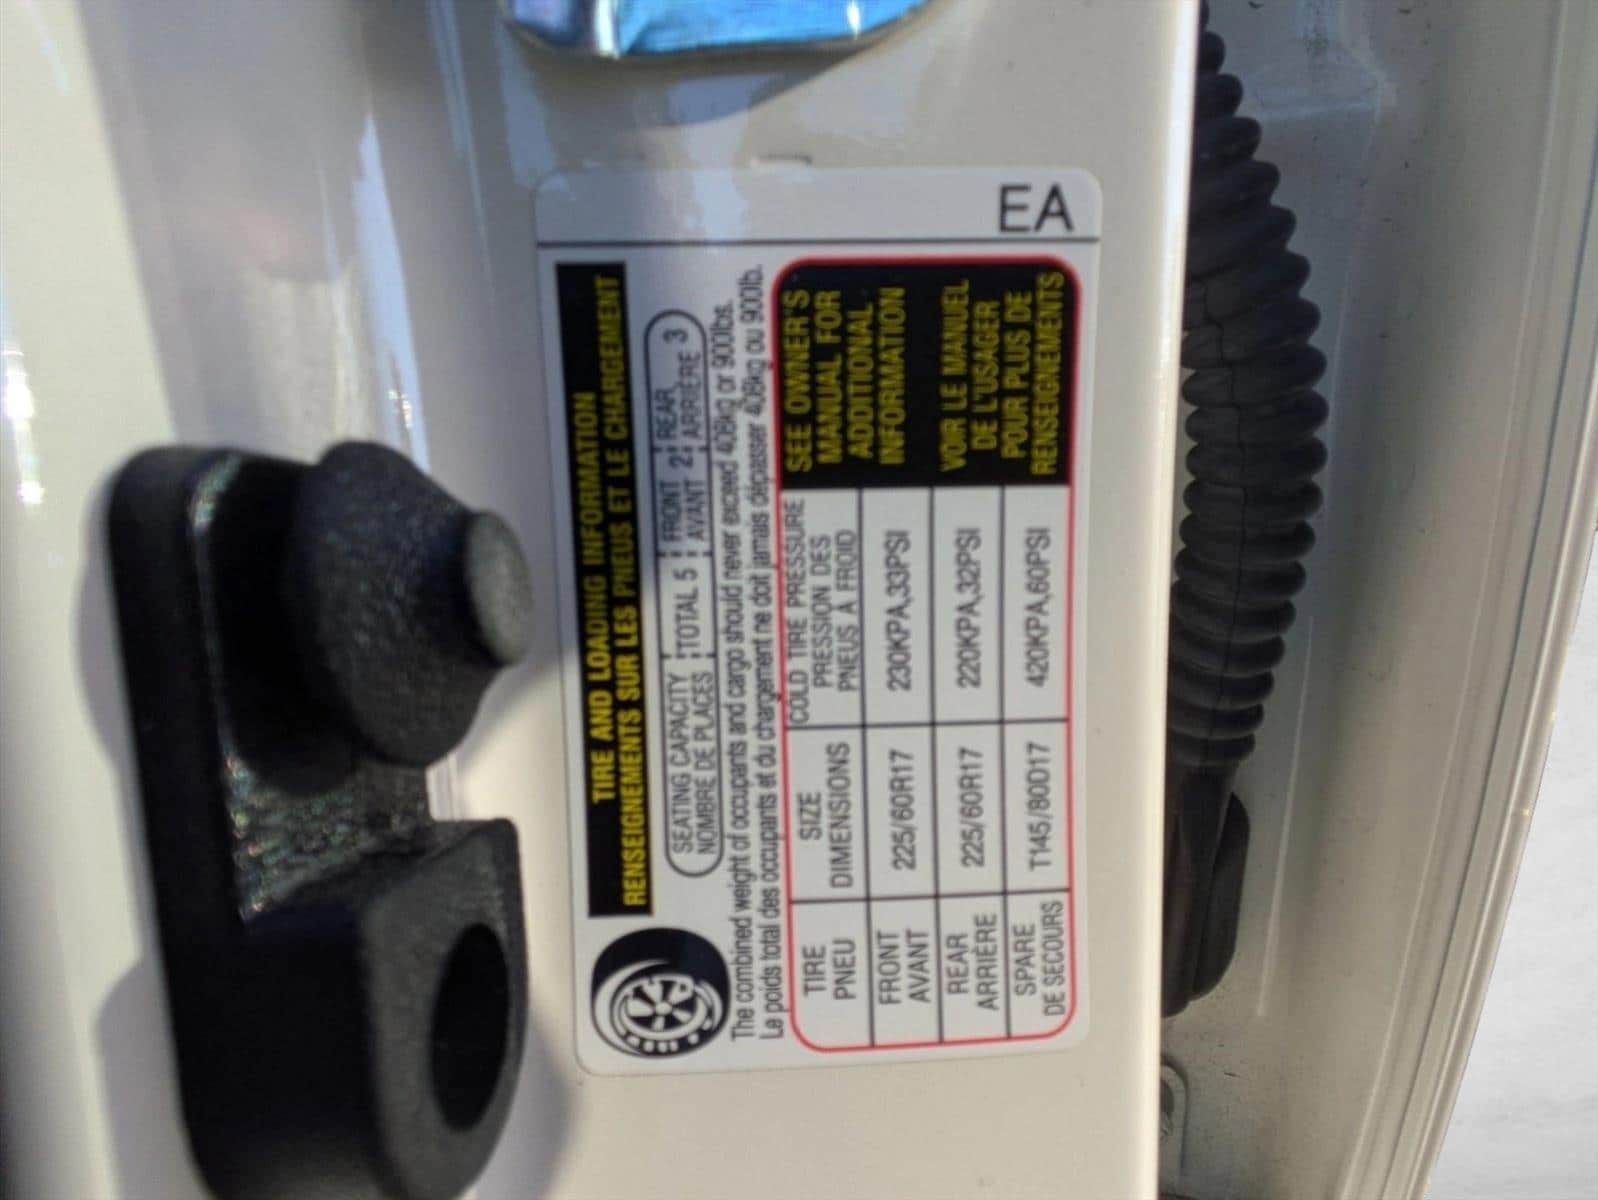 EA
TIRE AND LOADING INFORMATION
RENSEIGNEMENTS SUR LES PNEUS ET LE CHARGEMENT
SEATING CAPACITY TOTAL 5 FRONT 2 REAR 3
NOMBRE DE PLACES AVANT ARRIÈRE
The combined weight of occupants and cargo should never exceed 408kg or 900lbs.
Le poids total des occupants et du chargement ne doit jamais dépasser 408kg ou 900lb.
TIRE
PNEU
SIZE
DIMENSIONS
COLD TIRE PRESSURE
PRESSION DES
PNEUS A FROID
SEE OWNER'S
MANUAL FOR
ADDITIONAL
INFORMATION
VOIR LE MANUEL
DE L'USAGER
POUR PLUS DE
RENSEIGNEMENTS
FRONT
AVANT
225/60R17
230KPA,33PSI
REAR
ARRIÈRE
225/60R17
220KPA,32PSI
SPARE
DE SECOURS
T145/80D17
420KPA,60PSI